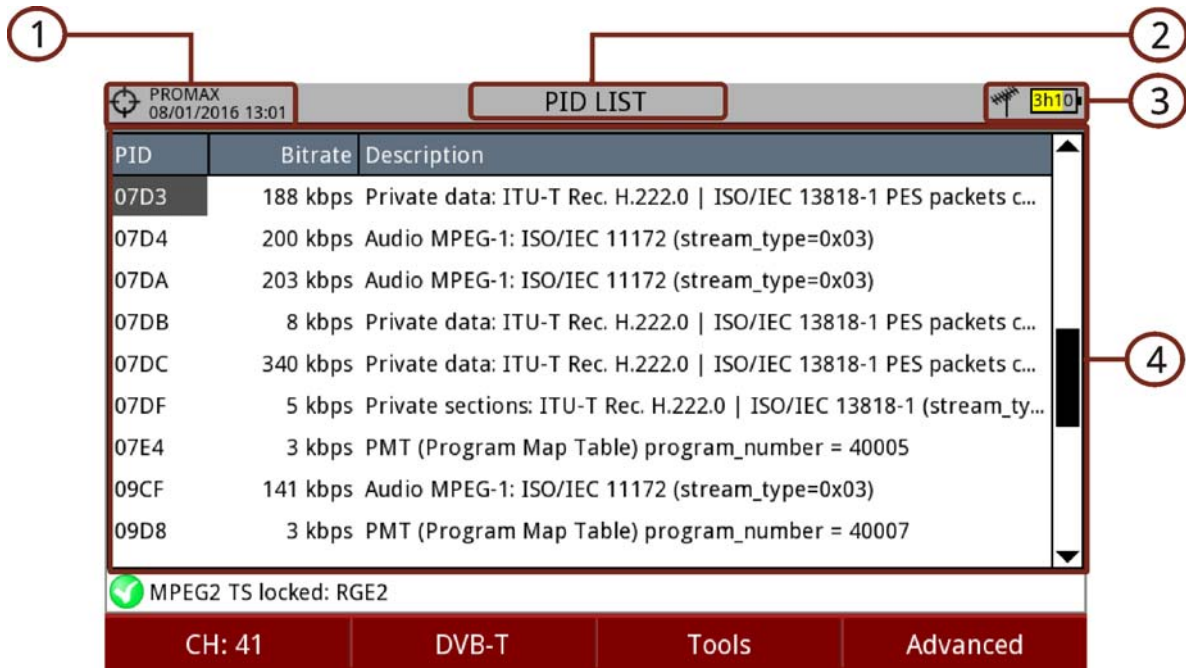 1
2
3
4
PROMAX
08/01/2016 13:01
PID LIST
3h10
PID Bitrate Description
07D3 188 kbps Private data: ITU-T Rec. H.222.0 | ISO/IEC 13818-1 PES packets c...
07D4 200 kbps Audio MPEG-1: ISO/IEC 11172 (stream_type=0x03)
07DA 203 kbps Audio MPEG-1: ISO/IEC 11172 (stream_type=0x03)
07DB 8 kbps Private data: ITU-T Rec. H.222.0 | ISO/IEC 13818-1 PES packets c...
07DC 340 kbps Private data: ITU-T Rec. H.222.0 | ISO/IEC 13818-1 PES packets c...
07DF 5 kbps Private sections: ITU-T Rec. H.222.0 | ISO/IEC 13818-1 (stream_ty...
07E4 3 kbps PMT (Program Map Table) program_number = 40005
09CF 141 kbps Audio MPEG-1: ISO/IEC 11172 (stream_type=0x03)
09D8 3 kbps PMT (Program Map Table) program_number = 40007
MPEG2 TS locked: RGE2
CH: 41 DVB-T Tools Advanced